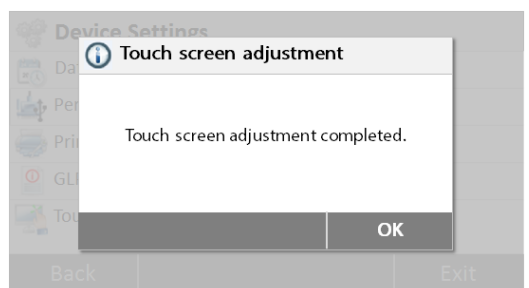 Device Settings
Touch screen adjustment
Touch screen adjustment completed.
OK
Back
Exit